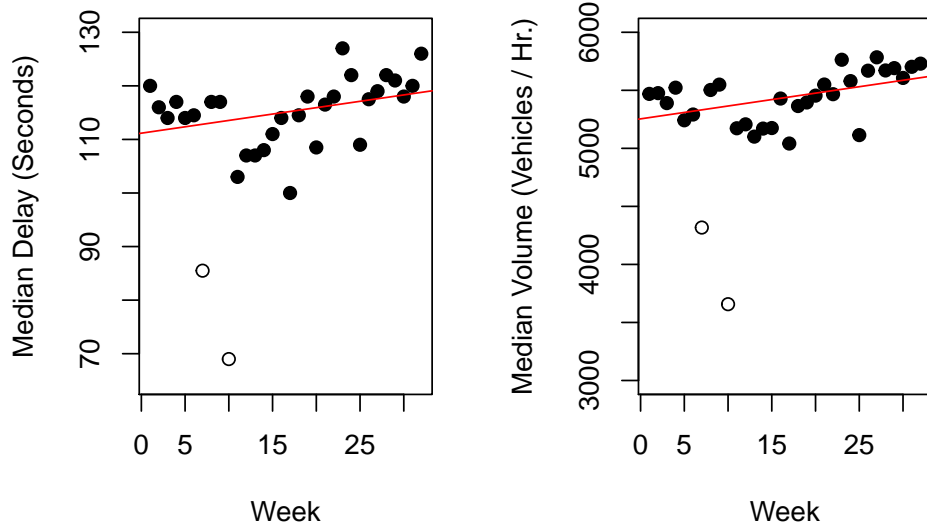 Median Delay (Seconds)
130
110
90
70
0 5 15 25
Week
Median Volume (Vehicles / Hr.)
6000
5000
4000
3000
0 5 15 25
Week